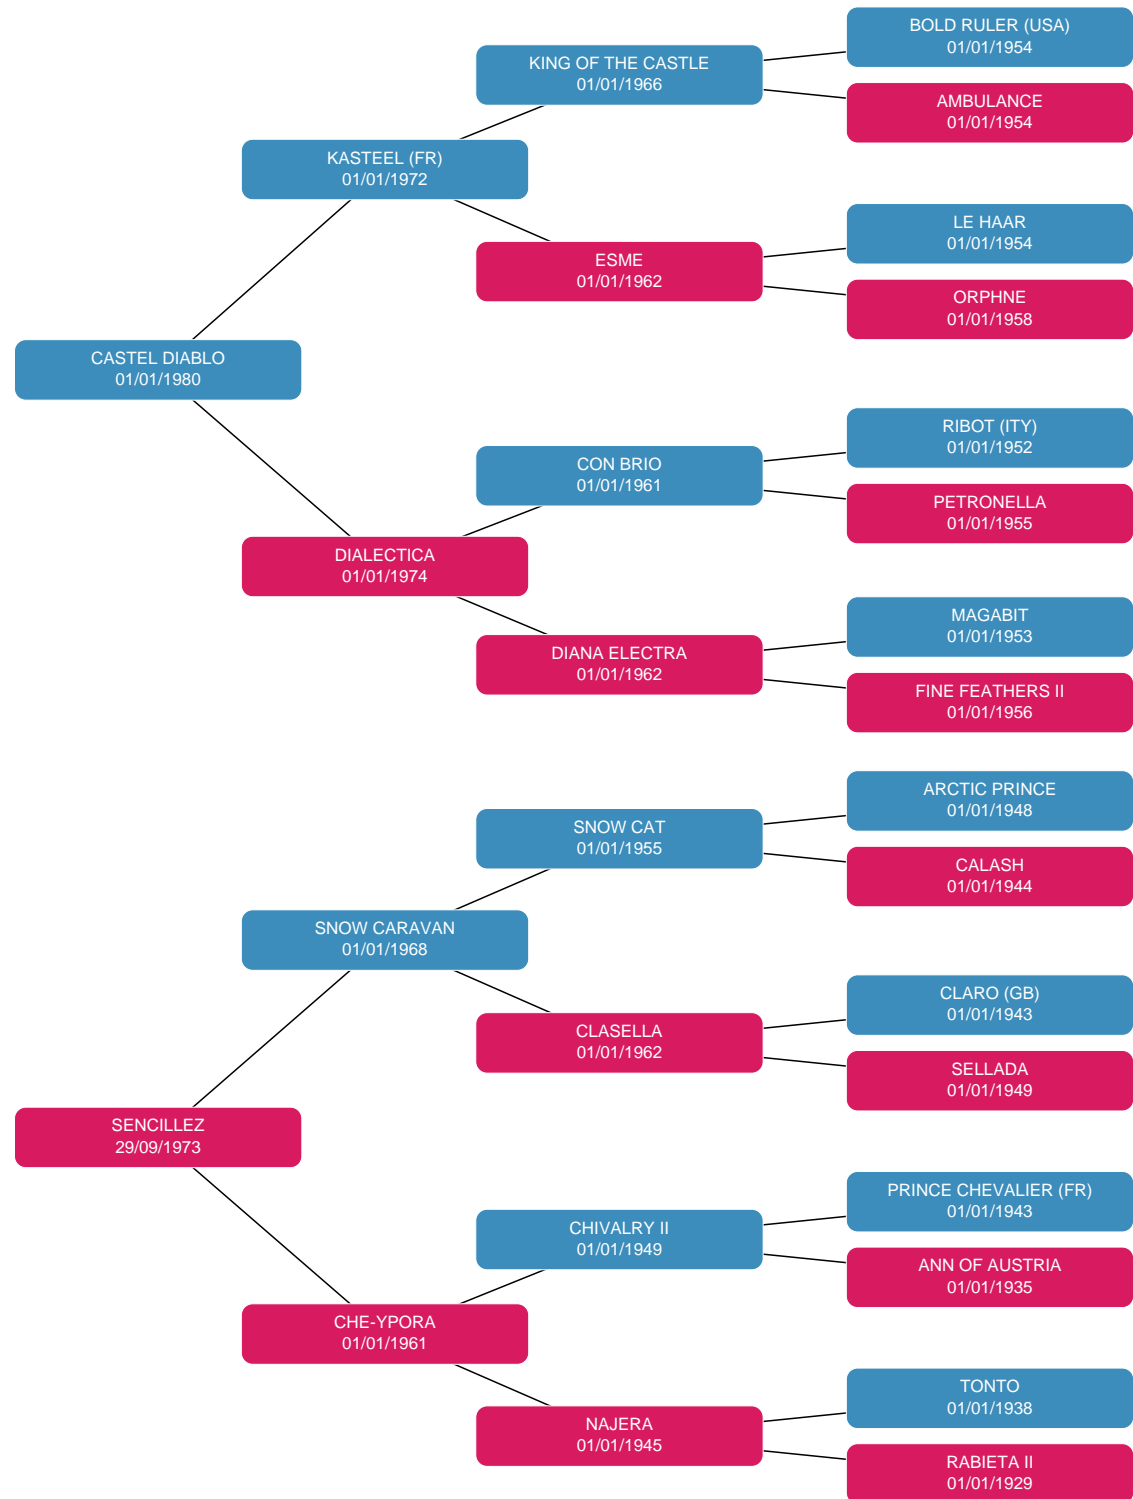 BOLD RULER (USA)
01/01/1954
KING OF THE CASTLE
01/01/1966
AMBULANCE
01/01/1954
KASTEEL (FR)
01/01/1972
LE HAAR
01/01/1954
ESME
01/01/1962
ORPHNE
01/01/1958
CASTEL DIABLO
01/01/1980
RIBOT (ITY)
01/01/1952
CON BRIO
01/01/1961
PETRONELLA
01/01/1955
DIALECTICA
01/01/1974
MAGABIT
01/01/1953
DIANA ELECTRA
01/01/1962
FINE FEATHERS II
01/01/1956
ARCTIC PRINCE
01/01/1948
SNOW CAT
01/01/1955
CALASH
01/01/1944
SNOW CARAVAN
01/01/1968
CLARO (GB)
01/01/1943
CLASELLA
01/01/1962
SELLADA
01/01/1949
SENCILLEZ
29/09/1973
PRINCE CHEVALIER (FR)
01/01/1943
CHIVALRY II
01/01/1949
ANN OF AUSTRIA
01/01/1935
CHE-YPORA
01/01/1961
TONTO
01/01/1938
NAJERA
01/01/1945
RABIETA II
01/01/1929